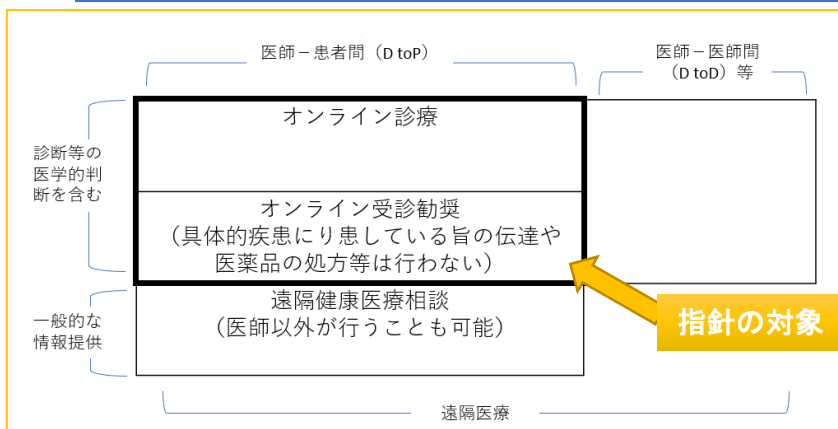 医師－患者間（D toP）
医師－医師間
（D toD）等
診断等の
医学的判
断を含む
オンライン診療
オンライン受診勧奨
（具体的疾患にり患している旨の伝達や
医薬品の処方等は行わない）
一般的な
情報提供
遠隔健康医療相談
（医師以外が行うことも可能）
指針の対象
遠隔医療